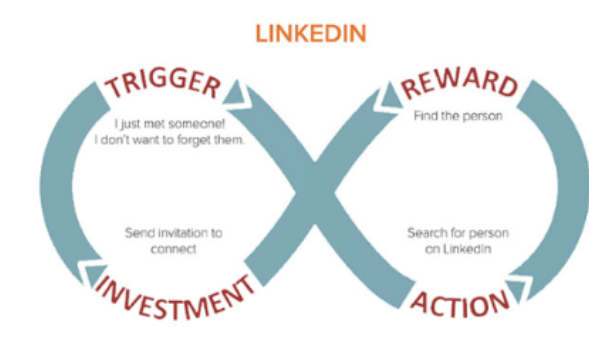 LINKEDIN
TRIGGER
I just met someone!
I don't want to forget them.
REWARD
Find the person
Send invitation to
connect
INVESTMENT
Search for person
on LinkedIn
ACTION